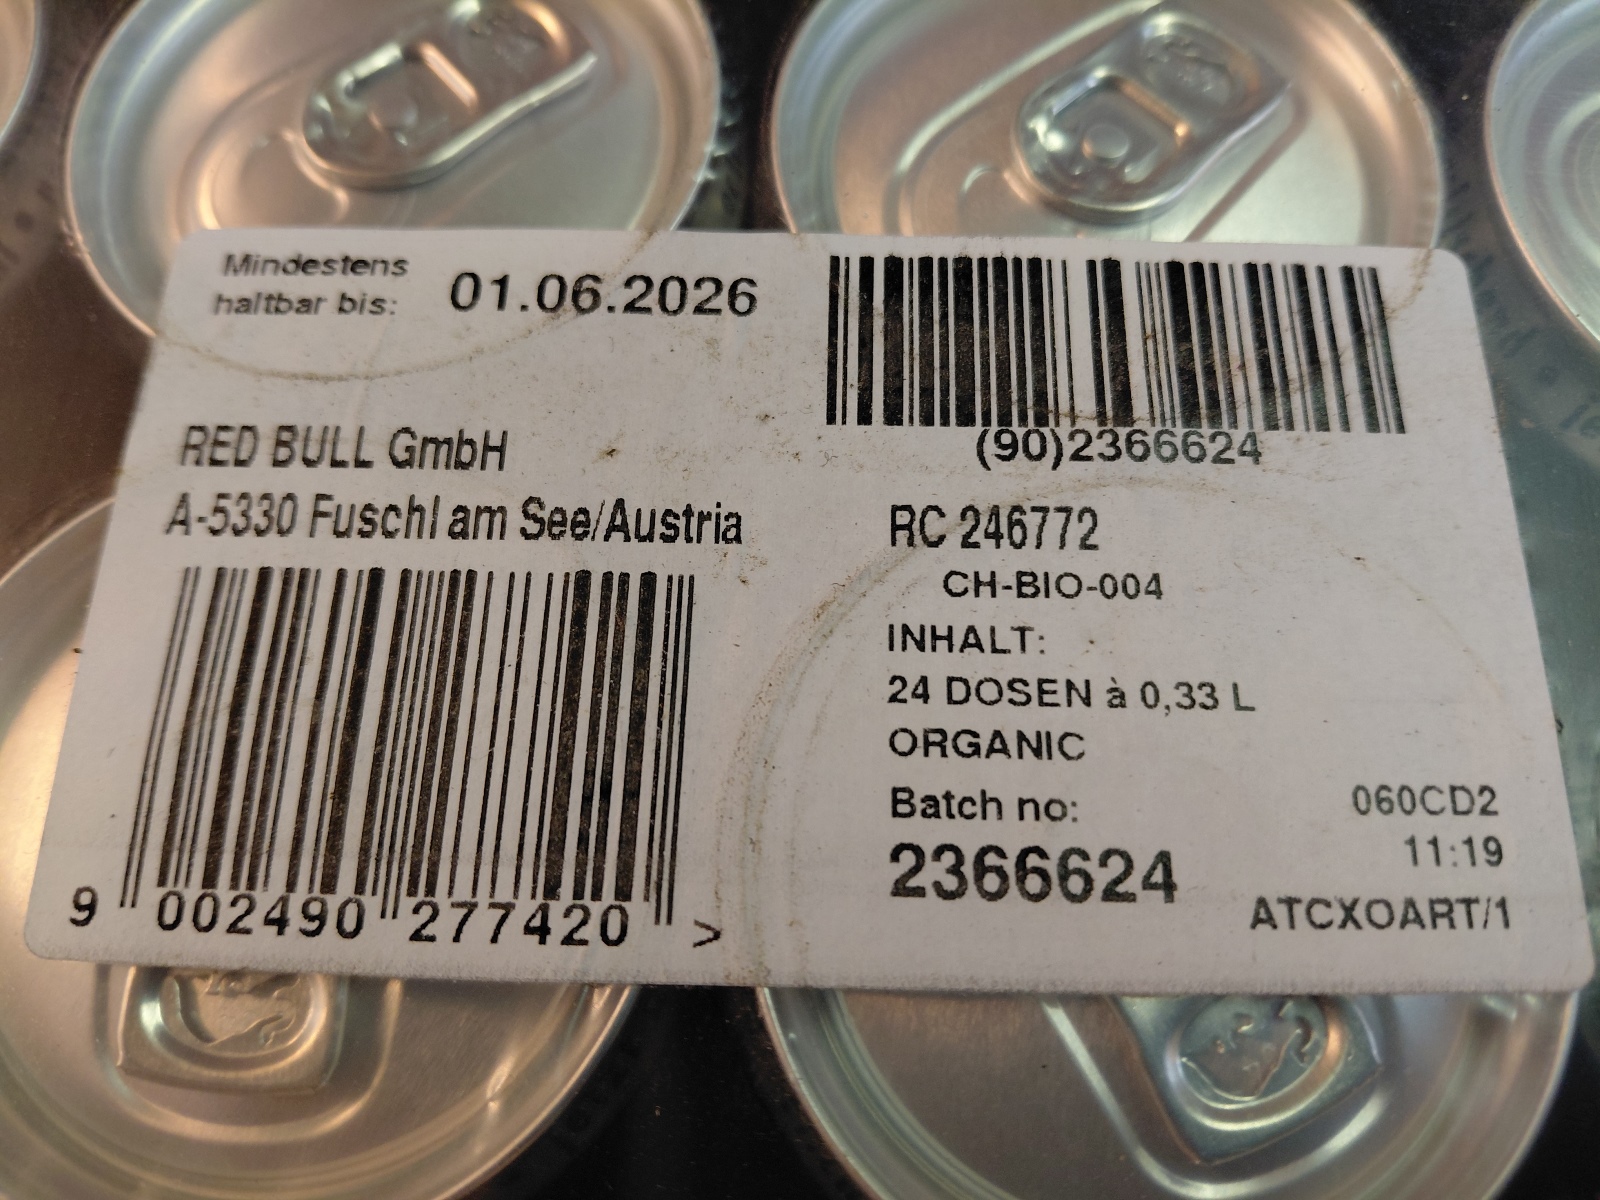 Mindestens
haltbar bis: 01.06.2026
(90)2366624
RED BULL GmbH
A-5330 Fuschl am See/Austria
9 002490 277420 >
RC 246772
CH-BIO-004
INHALT:
24 DOSEN à 0,33 L
ORGANIC
Batch no: 060CD2
11:19
2366624
ATCXOART/1